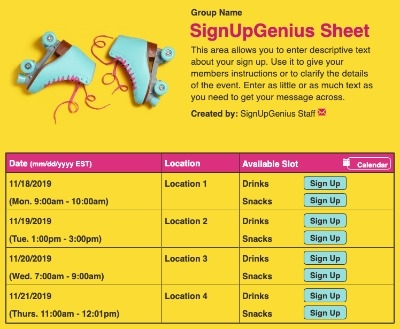 Group Name
SignUpGenius Sheet
This area allows you to enter descriptive text
about your sign up. Use it to give your
members instructions or to clarify the details
of the event. Enter as little or as much text as
you need to get your message across.
Created by: SignUpGenius Staff
Date (mm/dd/yyyy EST) Location Available Slot Calendar
11/18/2019 Location 1 Drinks Sign Up
(Mon. 9:00am - 10:00am) Snacks Sign Up
11/19/2019 Location 2 Drinks Sign Up
(Tue. 1:00pm - 3:00pm) Snacks Sign Up
11/20/2019 Location 3 Drinks Sign Up
(Wed. 7:00am - 9:00am) Snacks Sign Up
11/21/2019 Location 4 Drinks Sign Up
(Thurs. 11:00am - 12:01pm) Snacks Sign Up